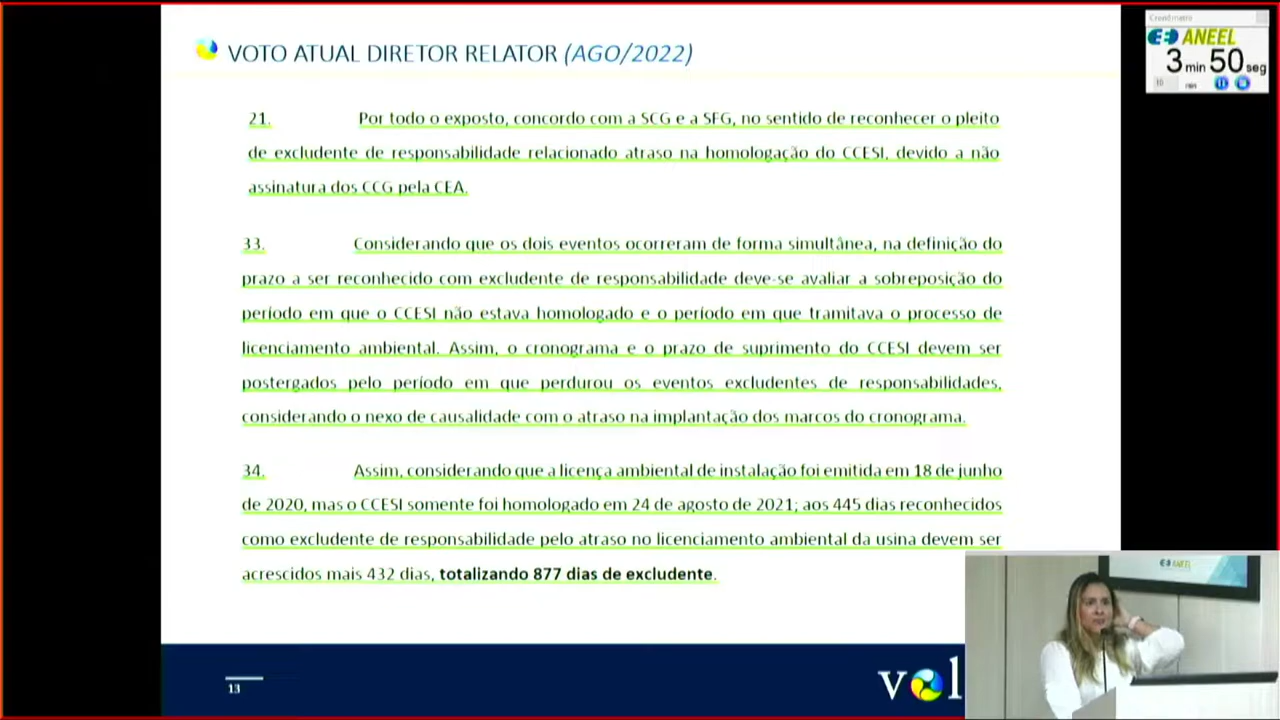 VOTO ATUAL DIRETOR RELATOR (AGO/2022)
21. Por todo o exposto, concordo com a SCG e a SFG, no sentido de reconhecer o pleito
de excludente de responsabilidade relacionado atraso na homologação do CCESI, devido a não
assinatura dos CCG pela CEA.
33. Considerando que os dois eventos ocorreram de forma simultânea, na definição do
prazo a ser reconhecido com excludente de responsabilidade deve-se avaliar a sobreposição do
período em que o CCESI não estava homologado e o período em que tramitava o processo de
licenciamento ambiental. Assim, o cronograma e o prazo de suprimento do CCESI devem ser
postergados pelo período em que perdurou os eventos excludentes de responsabilidades,
considerando o nexo de causalidade com o atraso na implantação dos marcos do cronograma.
34. Assim, considerando que a licença ambiental de instalação foi emitida em 18 de junho
de 2020, mas o CCESI somente foi homologado em 24 de agosto de 2021; aos 445 dias reconhecidos
como excludente de responsabilidade pelo atraso no licenciamento ambiental da usina devem ser
acrescidos mais 432 dias, totalizando 877 dias de excludente.
13
vol
ANEEL
3 min 50 seg
10 min
ANEEL